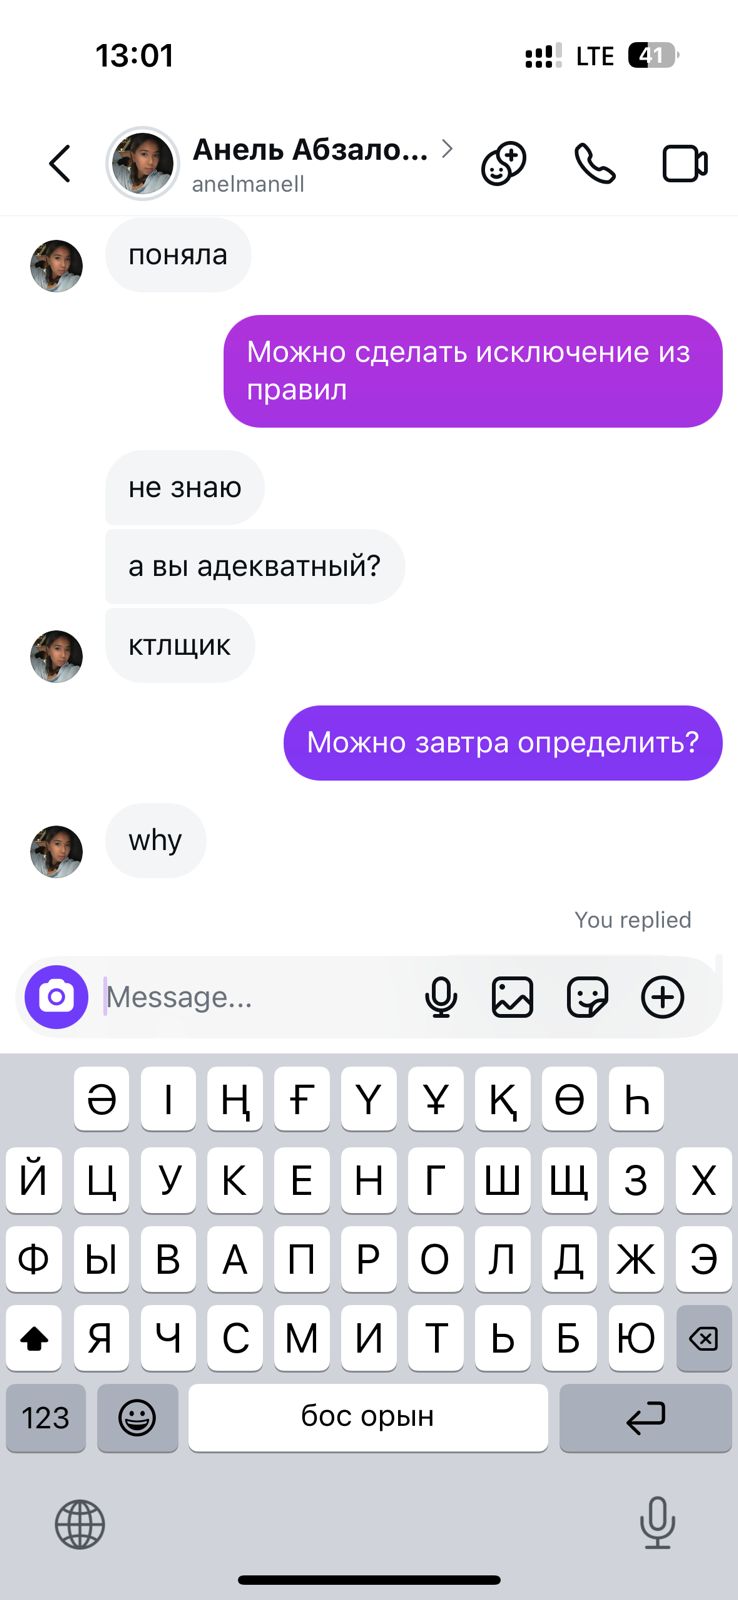 13:01
LTE
41
Анель Абзало...
anelmanell
поняла
Можно сделать исключение из
правил
не знаю
а вы адекватный?
ктлщик
Можно завтра определить?
why
You replied
Message...
Ә І Ң Ғ Ү Ұ Қ Ө Һ
Й Ц У К Е Н Г Ш Щ З Х
Ф Ы В А П Р О Л Д Ж Э
Я Ч С М И Т Ь Б Ю
123
бос орын